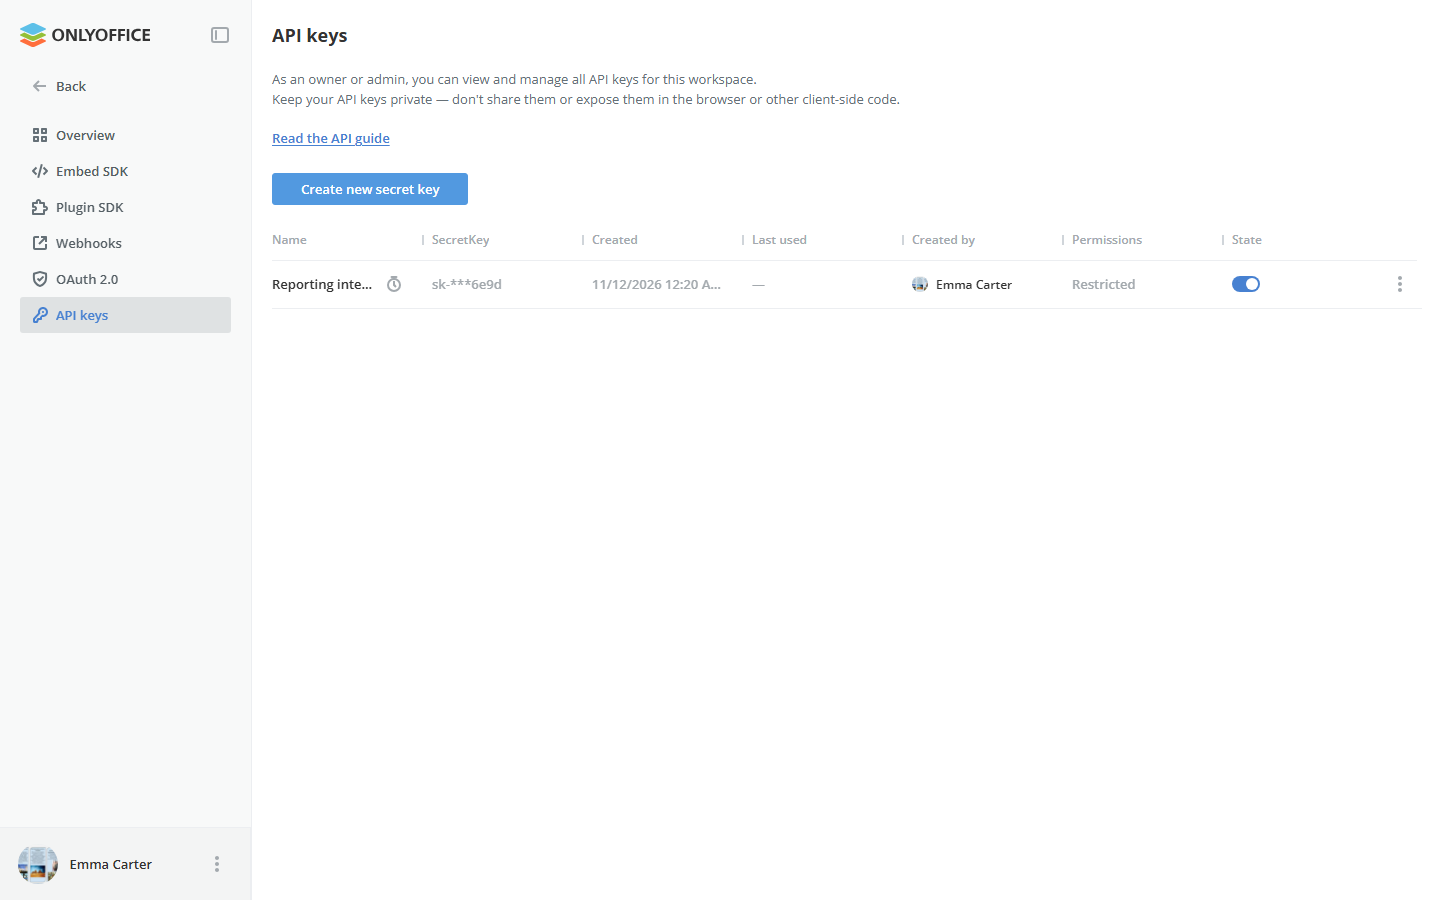 ONLYOFFICE
Back
Overview
Embed SDK
Plugin SDK
Webhooks
OAuth 2.0
API keys
Emma Carter
API keys
As an owner or admin, you can view and manage all API keys for this workspace.
Keep your API keys private — don't share them or expose them in the browser or other client-side code.
Read the API guide
Create new secret key
Name SecretKey Created Last used Created by Permissions State
Reporting inte... sk-***6e9d 11/12/2026 12:20 A... — Emma Carter Restricted